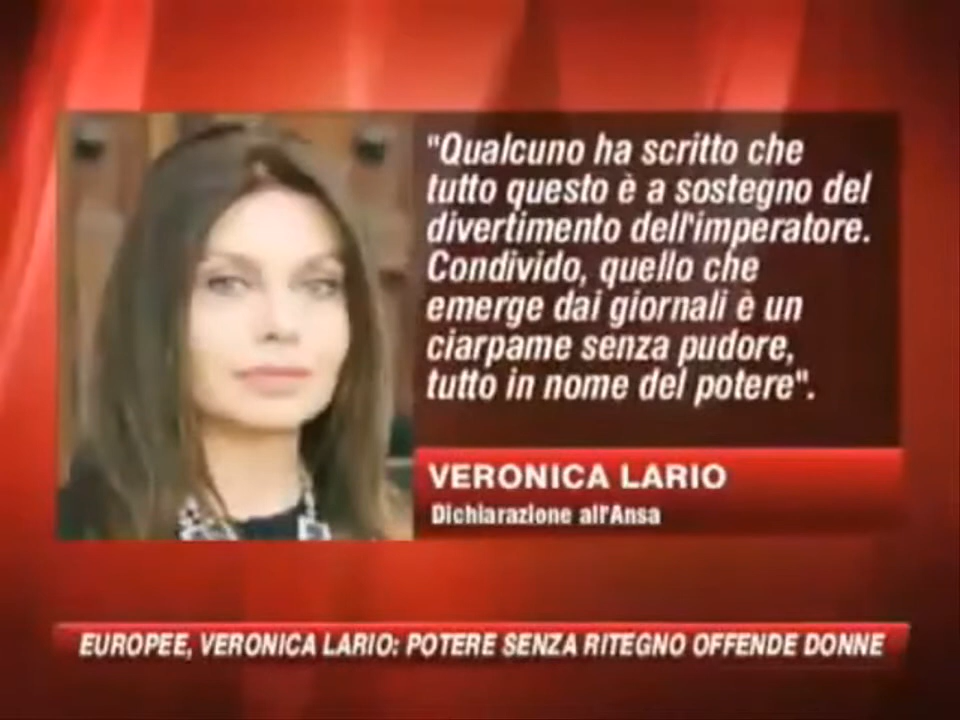 "Qualcuno ha scritto che
tutto questo è a sostegno del
divertimento dell'imperatore.
Condivido, quello che
emerge dai giornali è un
ciarpame senza pudore,
tutto in nome del potere".
VERONICA LARIO
Dichiarazione all'Ansa
EUROPEE, VERONICA LARIO: POTERE SENZA RITEGNO OFFENDE DONNE